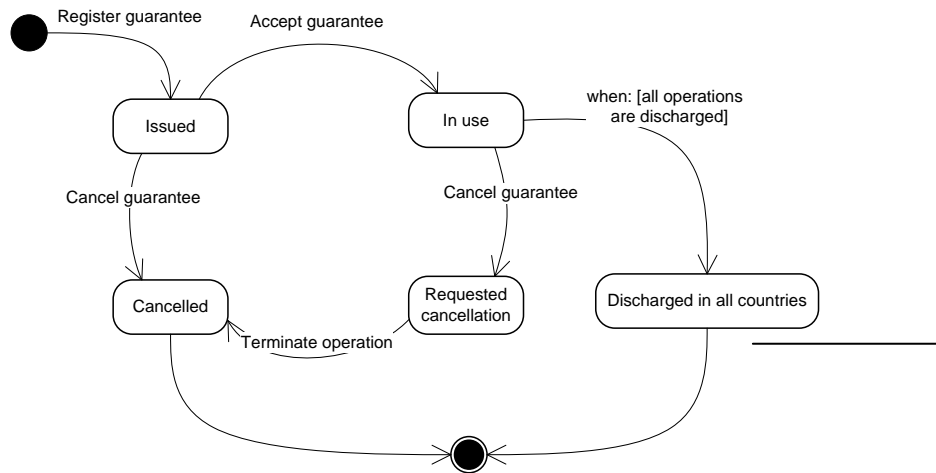 Register guarantee
Accept guarantee
Issued
In use
when: [all operations
are discharged]
Cancel guarantee
Cancel guarantee
Cancelled
Requested
cancellation
Discharged in all countries
Terminate operation